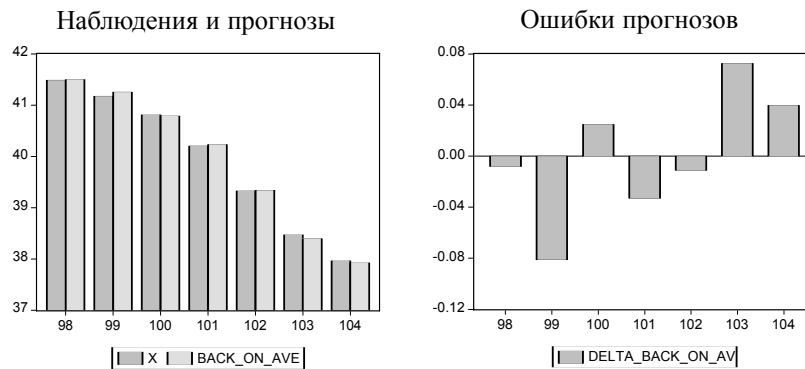 Наблюдения и прогнозы
42
41
40
39
38
37
98 99 100 101 102 103 104
X BACK_ON_AVE
Ошибки прогнозов
0.08
0.04
0.00
-0.04
-0.08
-0.12
98 99 100 101 102 103 104
DELTA_BACK_ON_AV